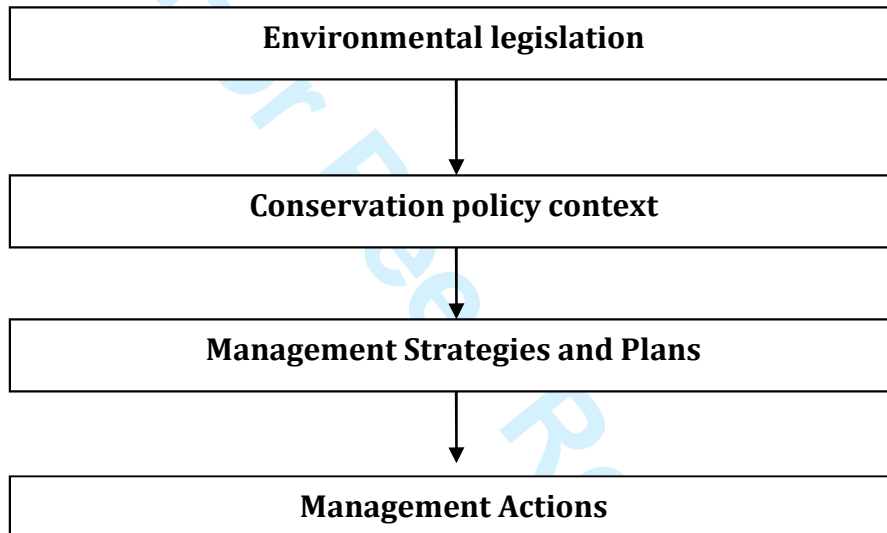 Environmental legislation
Conservation policy context
Management Strategies and Plans
Management Actions